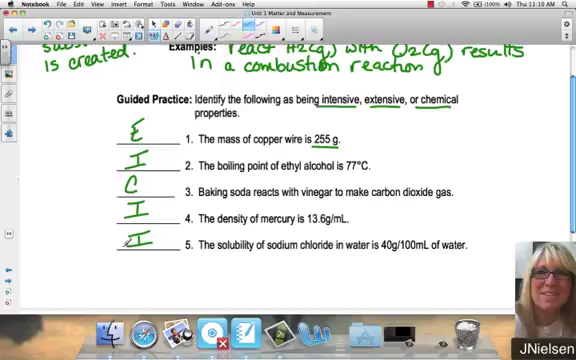 Notebook File Edit View Insert Format Window Help
(100%) Thu 11:10 AM
Unit 1 Matter and Measurement
is created.
Examples: react H2(g) with O2(g) results
in a combustion reaction
Guided Practice: Identify the following as being intensive, extensive, or chemical
properties.
E 1. The mass of copper wire is 255 g.
I 2. The boiling point of ethyl alcohol is 77°C.
C 3. Baking soda reacts with vinegar to make carbon dioxide gas.
I 4. The density of mercury is 13.6g/mL.
I 5. The solubility of sodium chloride in water is 40g/100mL of water.
JNielsen